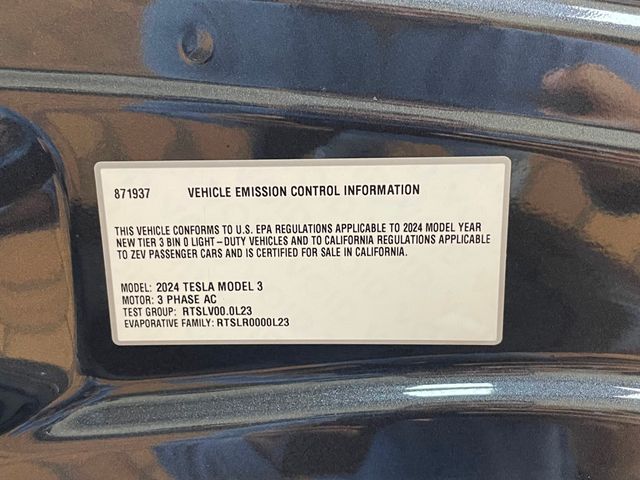 871937 VEHICLE EMISSION CONTROL INFORMATION
THIS VEHICLE CONFORMS TO U.S. EPA REGULATIONS APPLICABLE TO 2024 MODEL YEAR
NEW TIER 3 BIN 0 LIGHT-DUTY VEHICLES AND TO CALIFORNIA REGULATIONS APPLICABLE
TO ZEV PASSENGER CARS AND IS CERTIFIED FOR SALE IN CALIFORNIA.
MODEL: 2024 TESLA MODEL 3
MOTOR: 3 PHASE AC
TEST GROUP: RTSLV00.0L23
EVAPORATIVE FAMILY: RTSLR0000L23